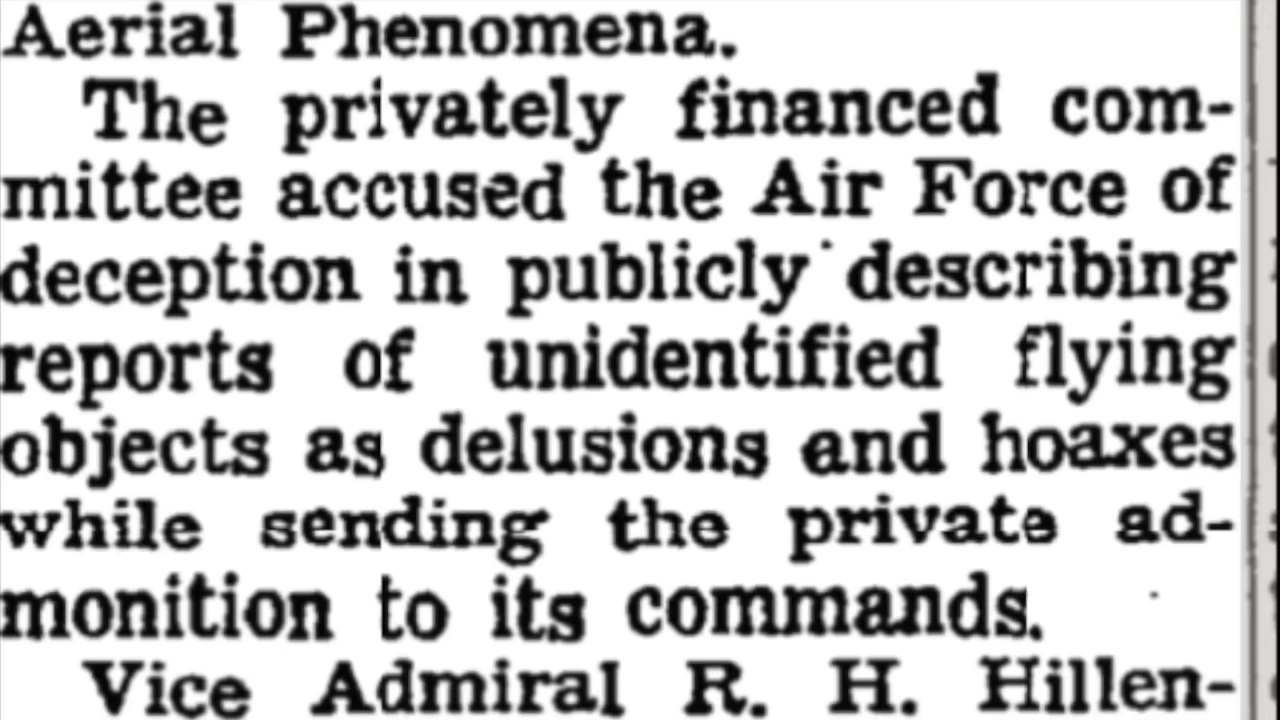 Aerial Phenomena.
The privately financed com-
mittee accused the Air Force of
deception in publicly describing
reports of unidentified flying
objects as delusions and hoaxes
while sending the private ad-
monition to its commands.
Vice Admiral R. H. Hillen-